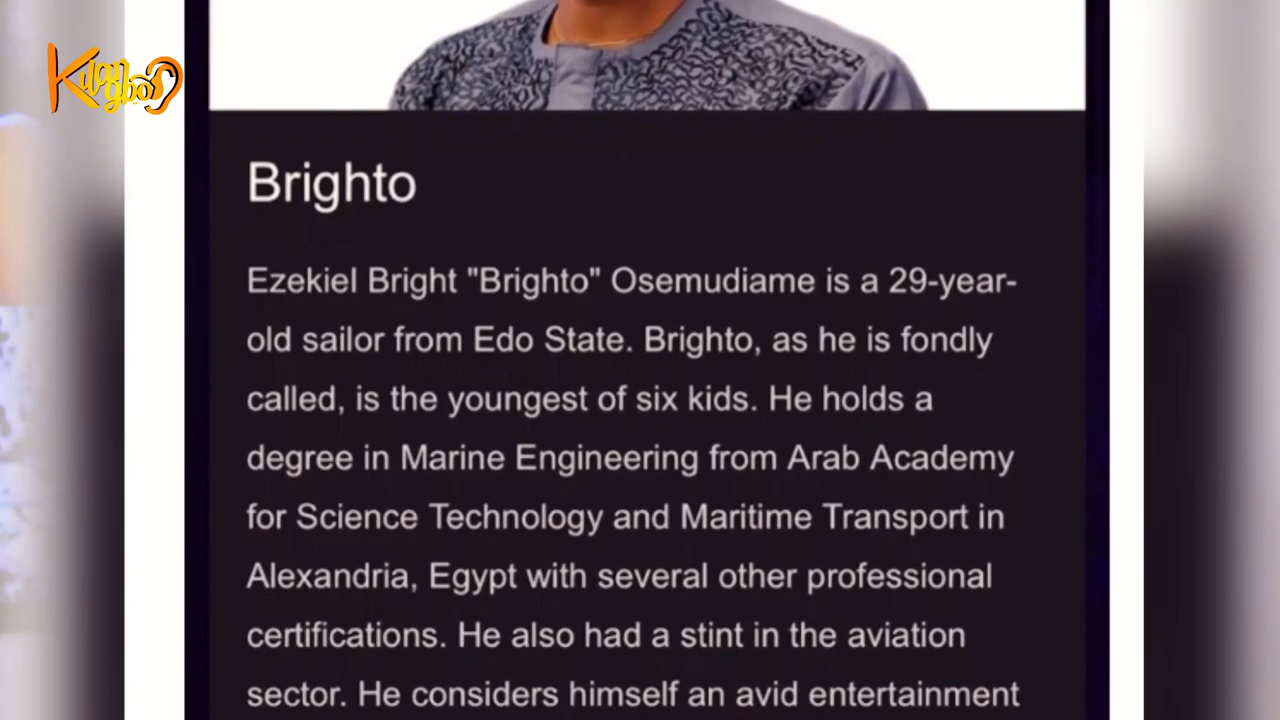 Kilon gbo
Brighto
Ezekiel Bright "Brighto" Osemudiame is a 29-year-
old sailor from Edo State. Brighto, as he is fondly
called, is the youngest of six kids. He holds a
degree in Marine Engineering from Arab Academy
for Science Technology and Maritime Transport in
Alexandria, Egypt with several other professional
certifications. He also had a stint in the aviation
sector. He considers himself an avid entertainment